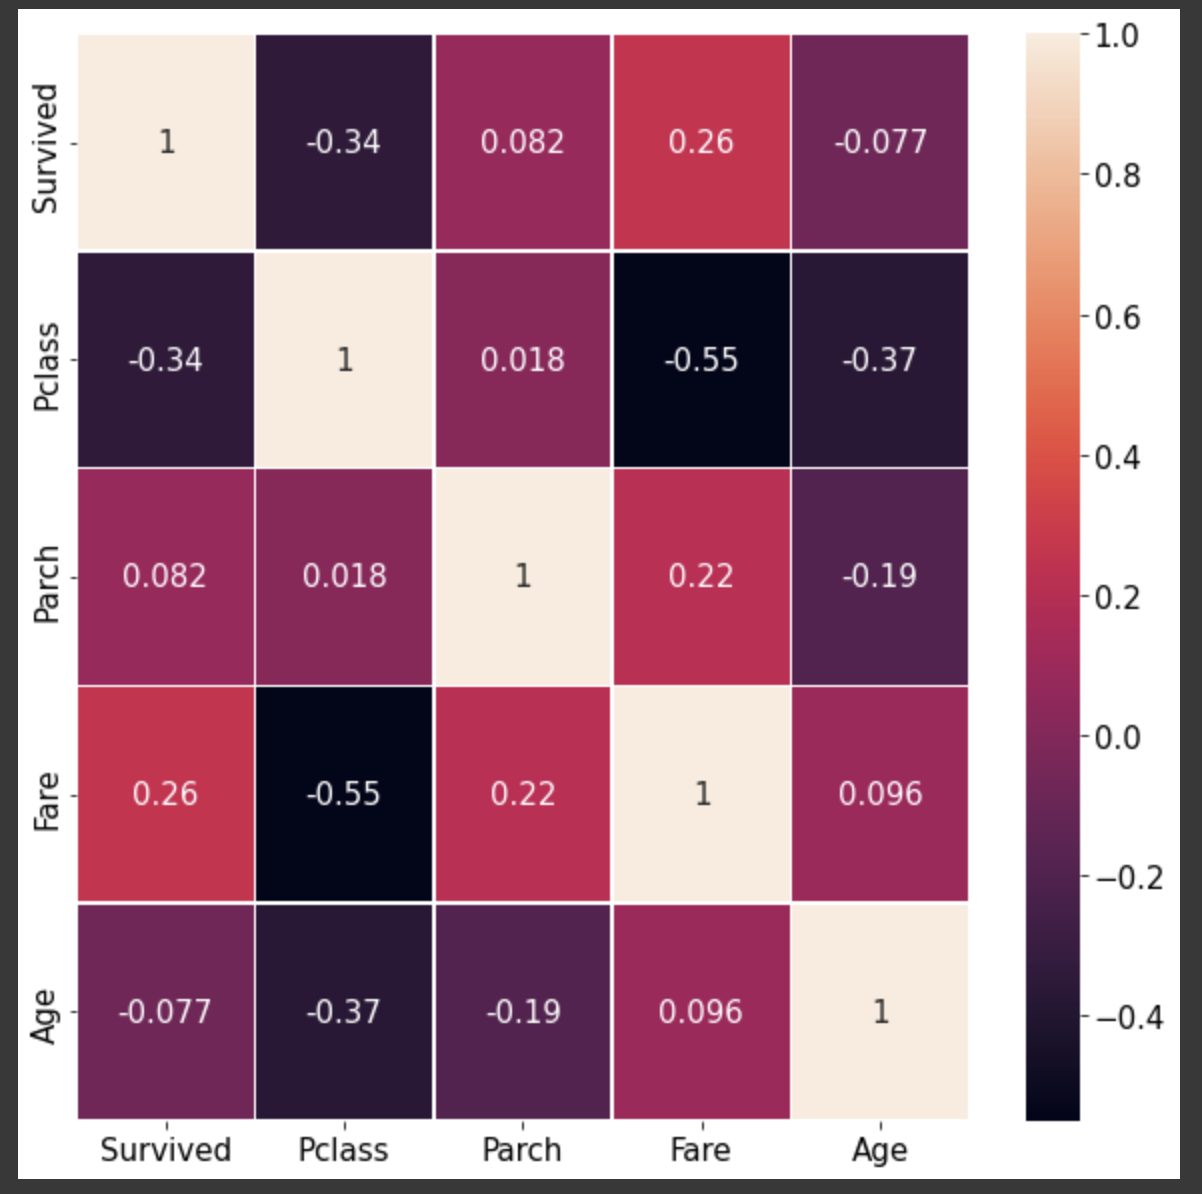 Survived 1 -0.34 0.082 0.26 -0.077
Pclass -0.34 1 0.018 -0.55 -0.37
Parch 0.082 0.018 1 0.22 -0.19
Fare 0.26 -0.55 0.22 1 0.096
Age -0.077 -0.37 -0.19 0.096 1
Survived Pclass Parch Fare Age
1.0
0.8
0.6
0.4
0.2
0.0
−0.2
−0.4